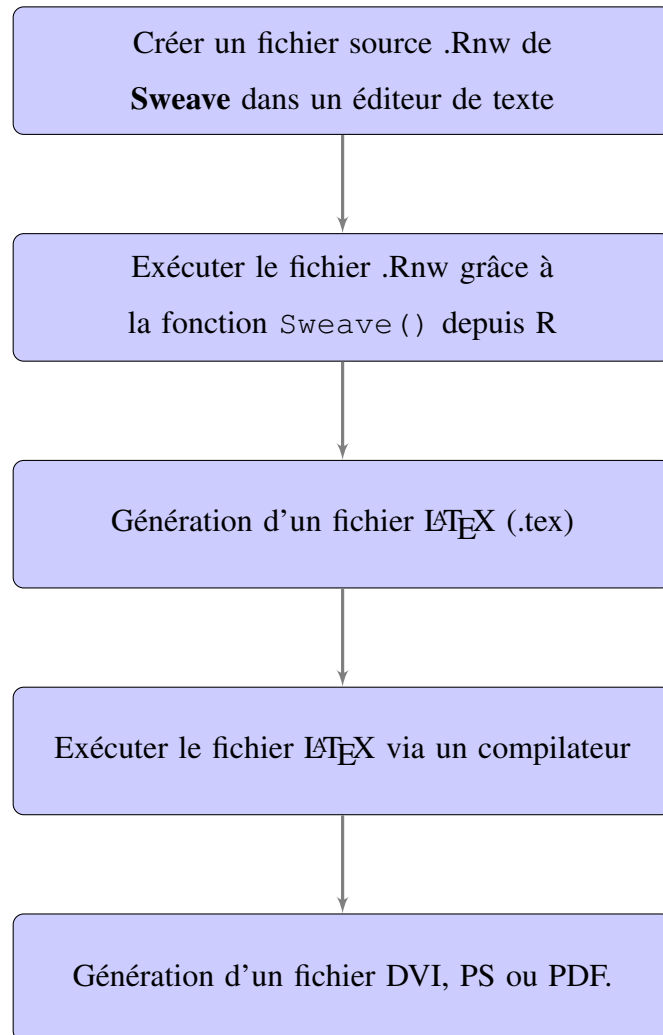 Créer un fichier source .Rnw de
Sweave dans un éditeur de texte
Exécuter le fichier .Rnw grâce à
la fonction Sweave() depuis R
Génération d'un fichier LATEX (.tex)
Exécuter le fichier LATEX via un compilateur
Génération d'un fichier DVI, PS ou PDF.